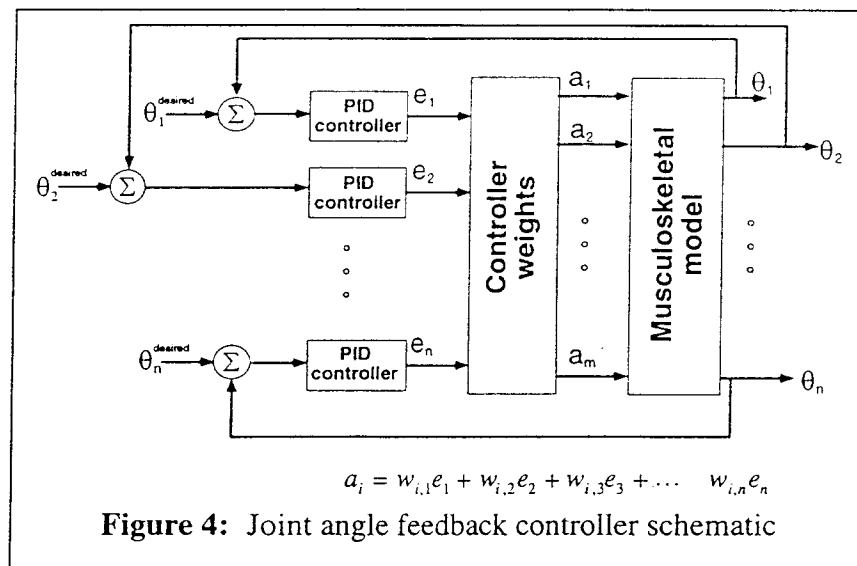 θ₁desired
Σ
PID controller
e₁
a₁
θ₁
θ₂desired
Σ
PID controller
e₂
a₂
θ₂
Controller weights
Musculoskeletal model
θₙdesired
Σ
PID controller
eₙ
aₘ
θₙ
aᵢ = wᵢ,₁e₁ + wᵢ,₂e₂ + wᵢ,₃e₃ + ... wᵢ,ₙeₙ
Figure 4: Joint angle feedback controller schematic